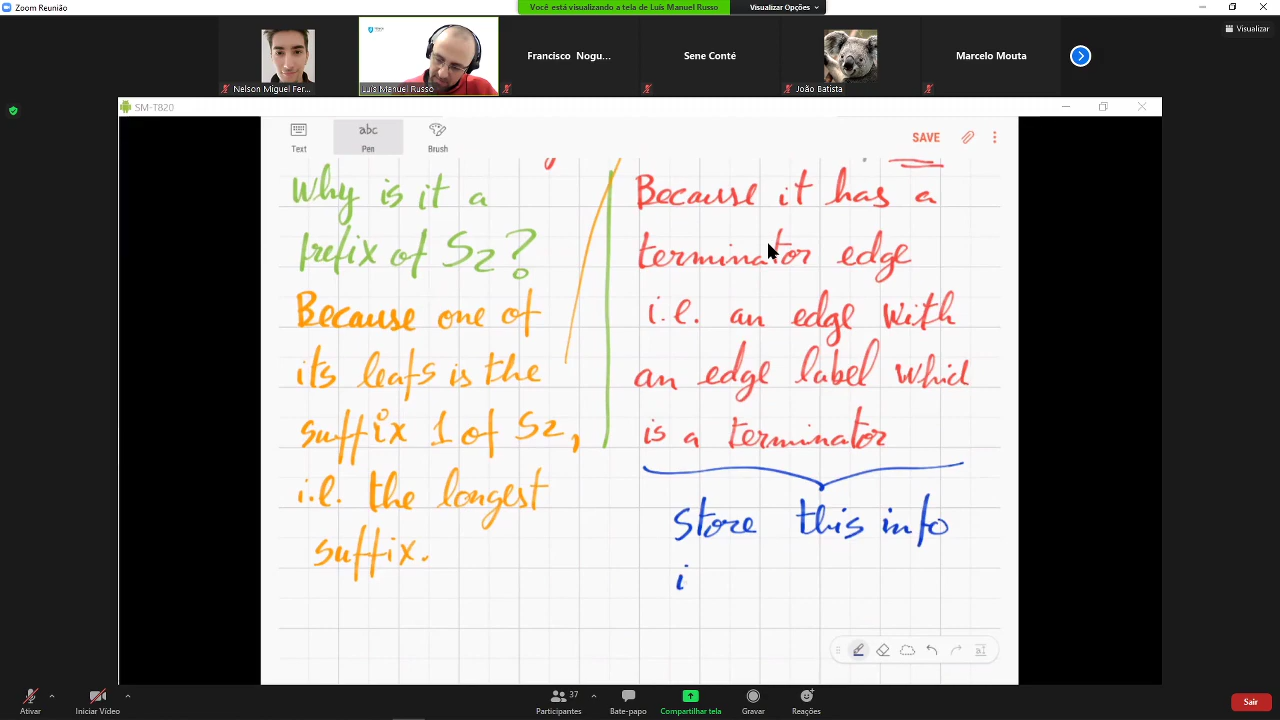 Zoom Reunião
Você está visualizando a tela de Luís Manuel Russo
Visualizar Opções
Visualizar
Nelson Miguel Fer...
Luís Manuel Russo
Francisco Nogu...
Sene Conté
João Batista
Marcelo Mouta
SM-T820
Text
abc
Pen
Brush
SAVE
Why is it a
prefix of S2?
Because one of
its leafs is the
suffix 1 of S2,
i.e. the longest
suffix.
Because it has a
terminator edge
i.e. an edge with
an edge label which
is a terminator
store this info
i
Ativar
Iniciar Vídeo
37
Participantes
Bate-papo
Compartilhar tela
Gravar
Reações
Sair